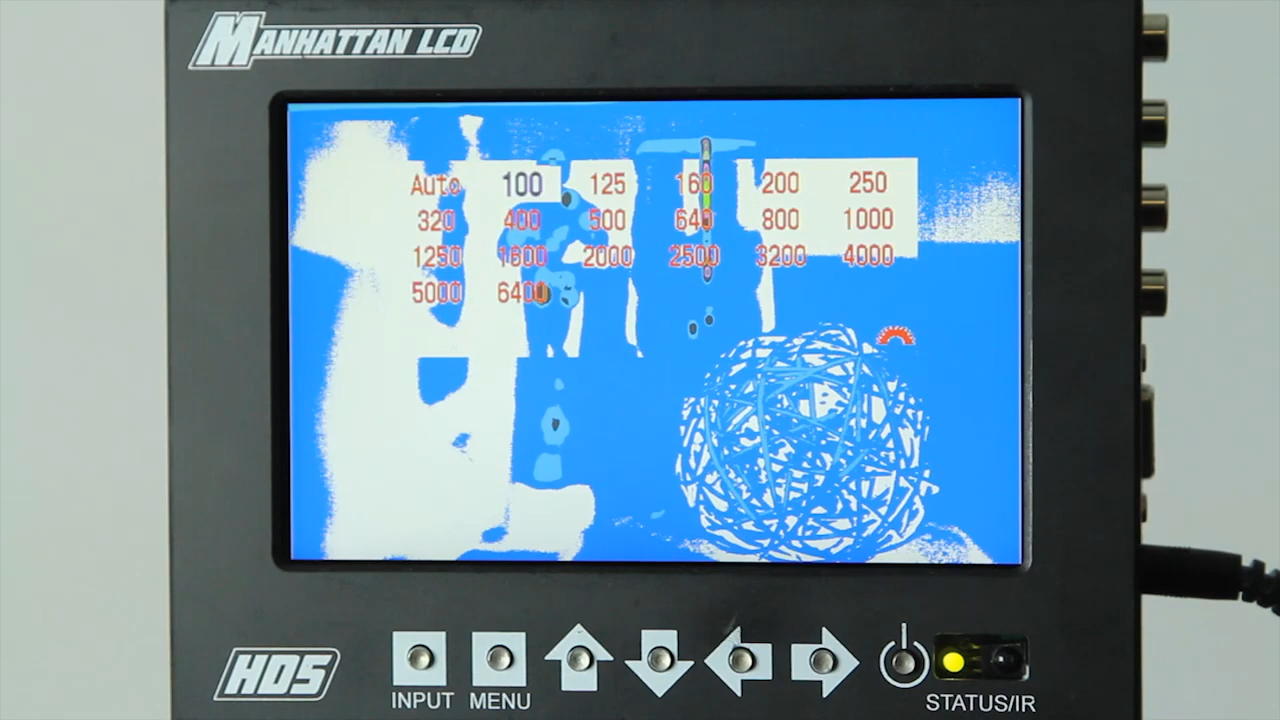 MANHATTAN LCD
Auto 100 125 160 200 250
320 400 500 640 800 1000
1250 1600 2000 2500 3200 4000
5000 6400
HD5
INPUT MENU STATUS/IR